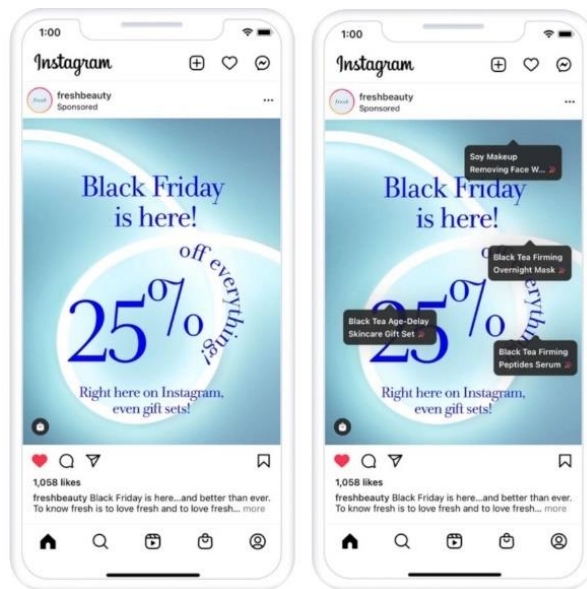 1:00
Instagram
fresh
freshbeauty
Sponsored
Black Friday
is here!
25% off everything!
Right here on Instagram,
even gift sets!
1,058 likes
freshbeauty Black Friday is here...and better than ever.
To know fresh is to love fresh and to love fresh... more
1:00
Instagram
fresh
freshbeauty
Sponsored
Soy Makeup
Removing Face W...
Black Friday
is here!
Black Tea Firming
Overnight Mask
25% off everything!
Black Tea Age-Delay
Skincare Gift Set
Black Tea Firming
Peptides Serum
Right here on Instagram,
even gift sets!
1,058 likes
freshbeauty Black Friday is here...and better than ever.
To know fresh is to love fresh and to love fresh... more